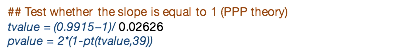 ## Test whether the slope is equal to 1 (PPP theory)
tvalue = (0.9915−1)/ 0.02626
pvalue = 2*(1-pt(tvalue,39))